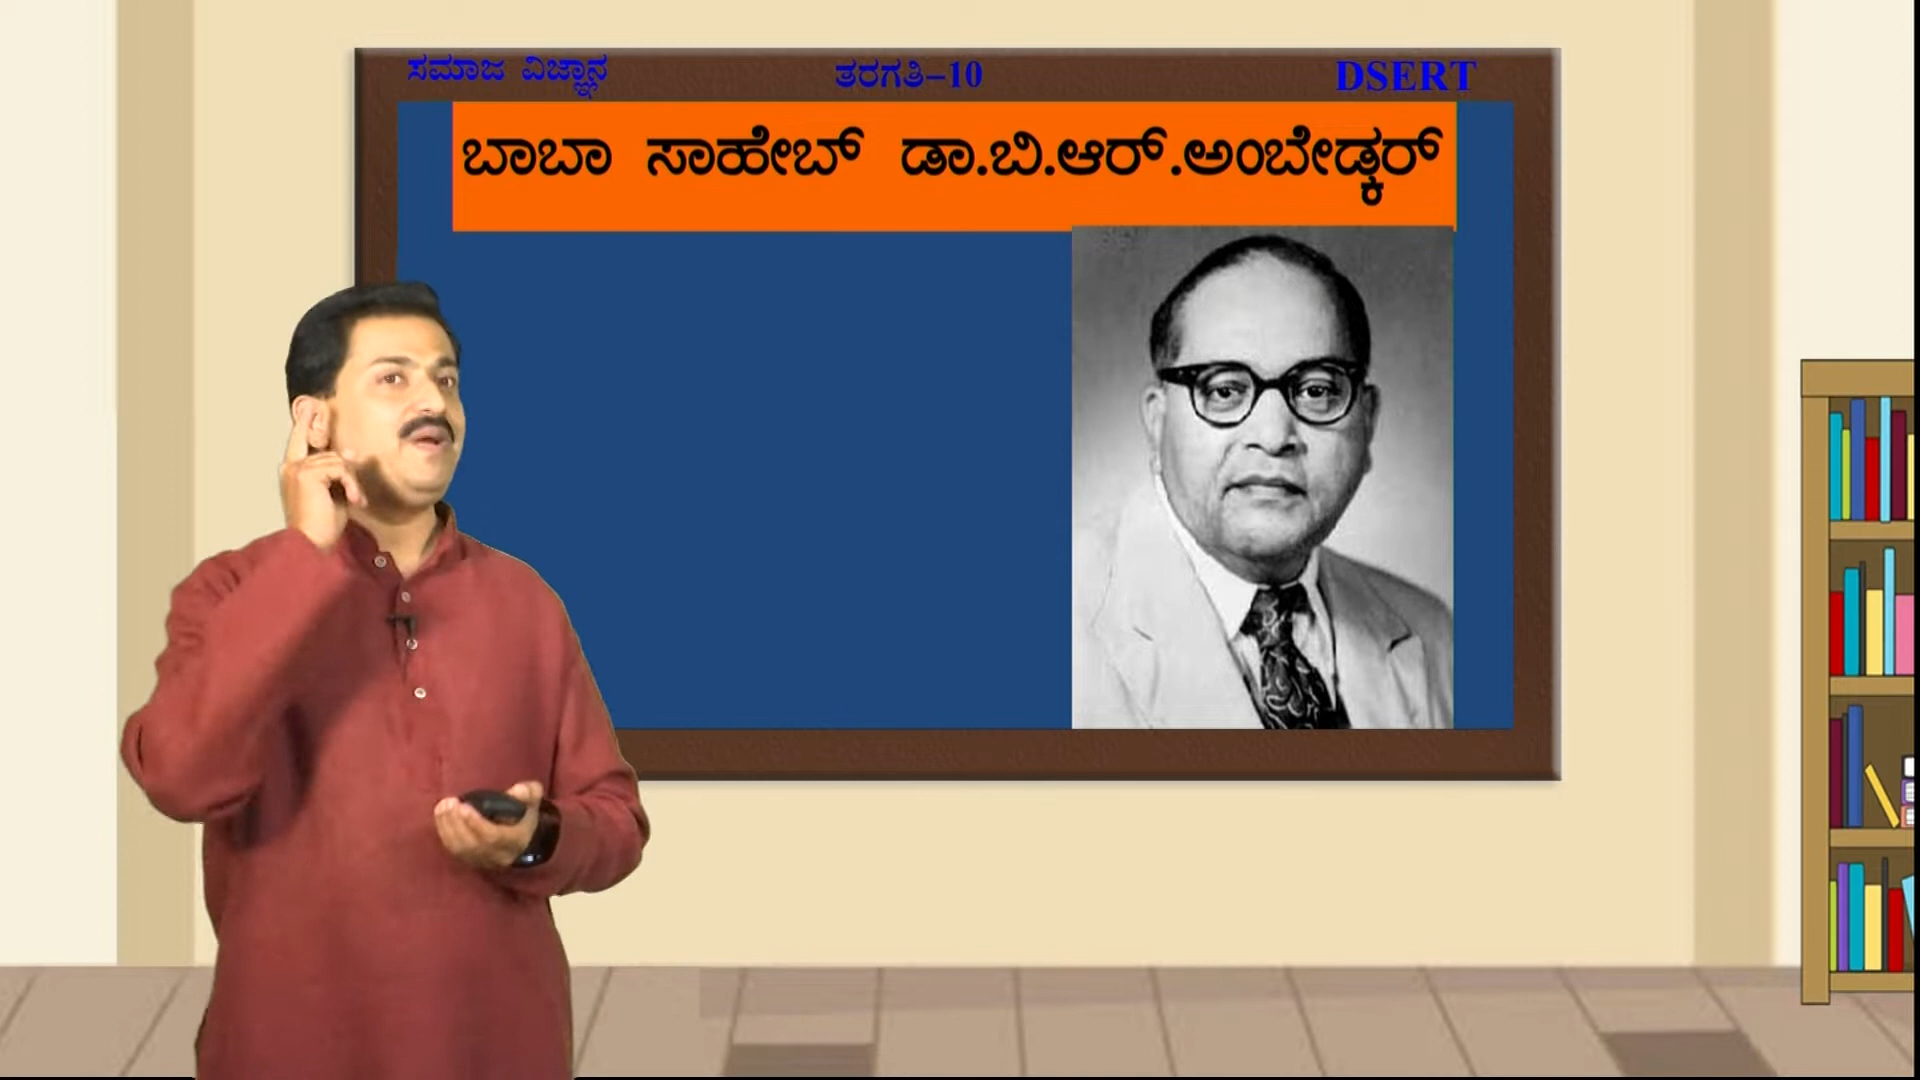 ಸಮಾಜ ವಿಜ್ಞಾನ ತರಗತಿ-10 DSERT
ಬಾಬಾ ಸಾಹೇಬ್ ಡಾ.ಬಿ.ಆರ್.ಅಂಬೇಡ್ಕರ್